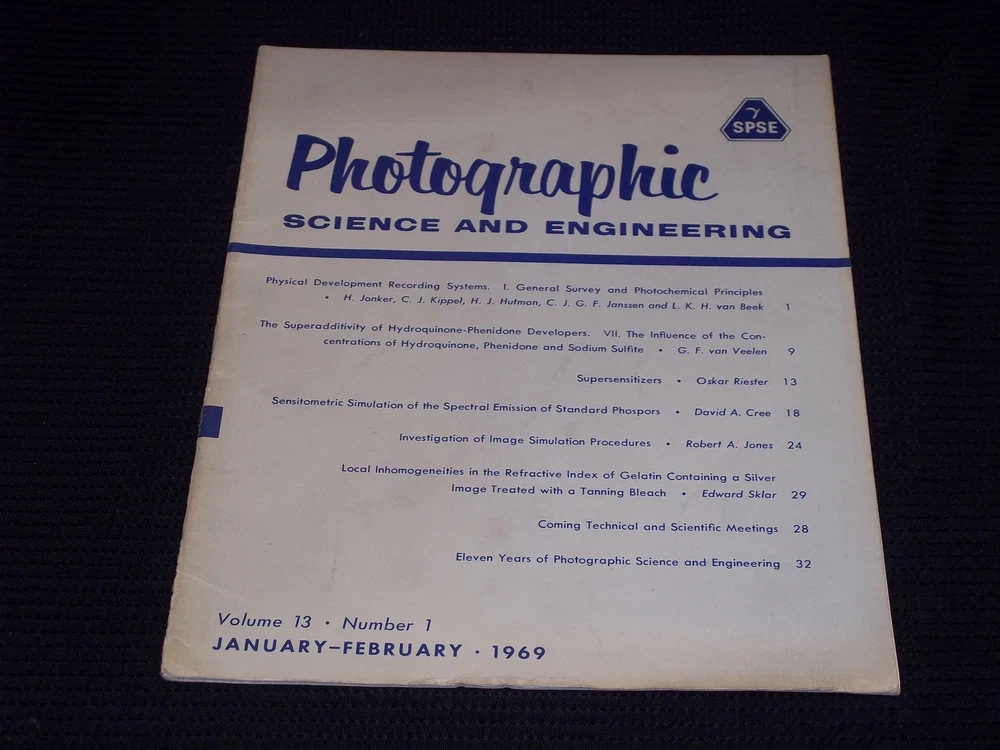 γ
SPSE
Photographic
SCIENCE AND ENGINEERING
Physical Development Recording Systems. I. General Survey and Photochemical Principles
• H. Jonker, C. J. Kippel, H. J. Hutman, C. J. G. F. Janssen and L. K. H. van Beek 1
The Superadditivity of Hydroquinone-Phenidone Developers. VII. The Influence of the Con-
centrations of Hydroquinone, Phenidone and Sodium Sulfite • G. F. van Veelen 9
Supersensitizers • Oskar Riester 13
Sensitometric Simulation of the Spectral Emission of Standard Phospors • David A. Cree 18
Investigation of Image Simulation Procedures • Robert A. Jones 24
Local Inhomogeneities in the Refractive Index of Gelatin Containing a Silver
Image Treated with a Tanning Bleach • Edward Sklar 29
Coming Technical and Scientific Meetings 28
Eleven Years of Photographic Science and Engineering 32
Volume 13 · Number 1
JANUARY–FEBRUARY · 1969